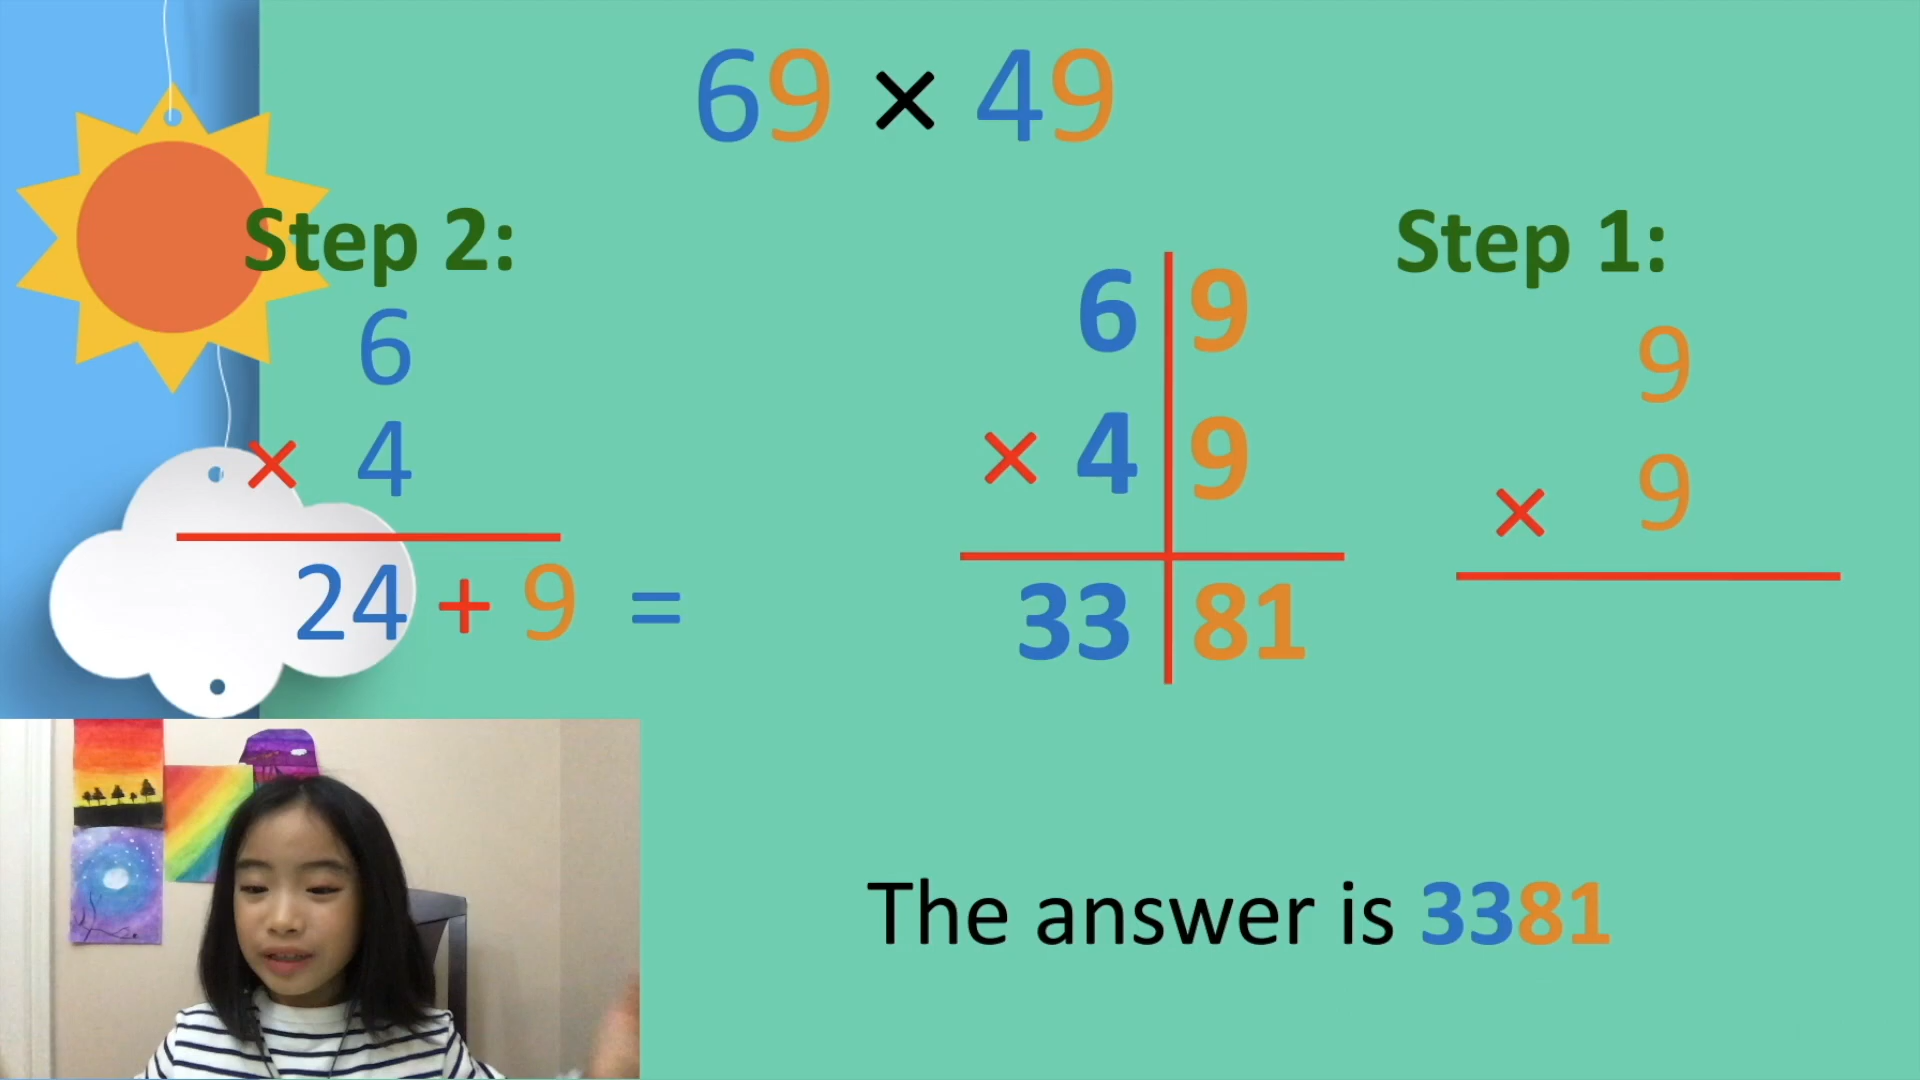 69 × 49
Step 2:
6
× 4
24 + 9 =
6 9
× 4 9
33 81
Step 1:
9
× 9
The answer is 3381